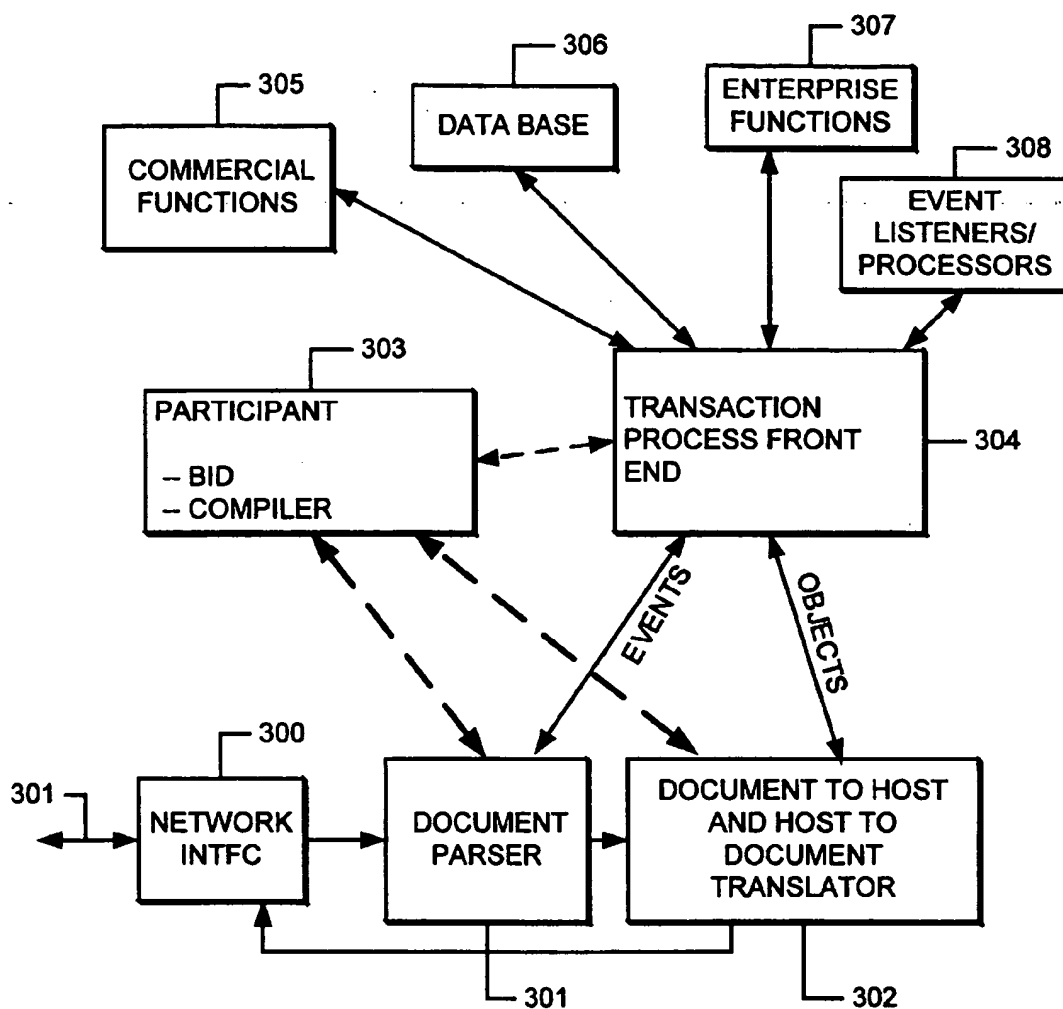 307
306
305
ENTERPRISE
FUNCTIONS
DATA BASE
308
COMMERCIAL
FUNCTIONS
EVENT
LISTENERS/
PROCESSORS
303
PARTICIPANT
– BID
– COMPILER
TRANSACTION
PROCESS FRONT
END
304
EVENTS
OBJECTS
300
301
NETWORK
INTFC
DOCUMENT
PARSER
DOCUMENT TO HOST
AND HOST TO
DOCUMENT
TRANSLATOR
301
302